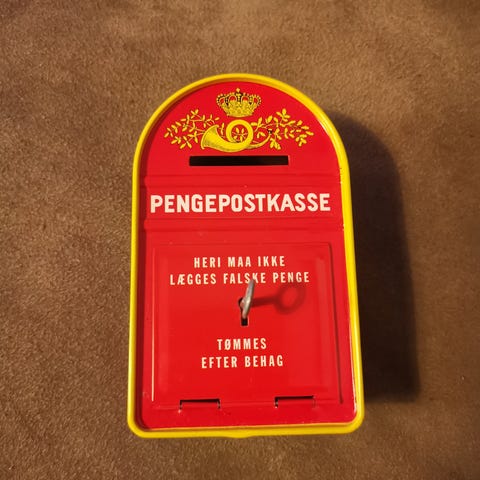 PENGEPOSTKASSE
HERI MAA IKKE
LÆGGES FALSKE PENGE
TØMMES
EFTER BEHAG